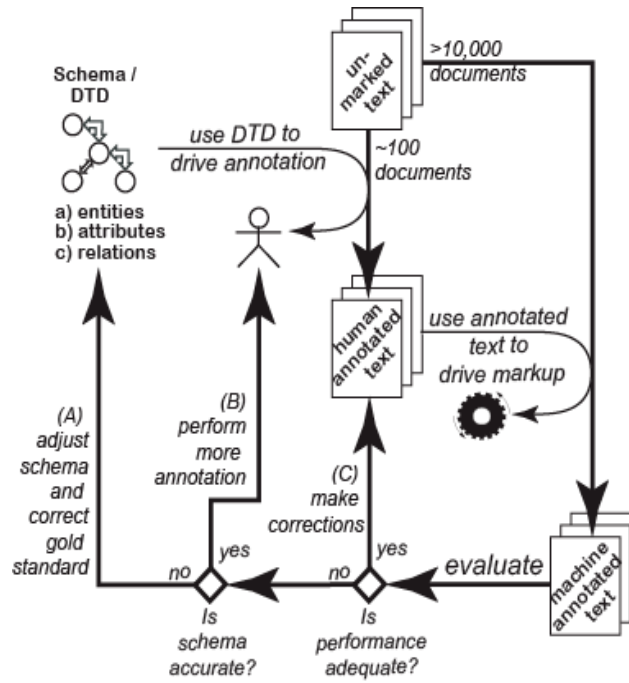 Schema /
DTD
a) entities
b) attributes
c) relations
use DTD to
drive annotation
un-
marked
text
>10,000
documents
~100
documents
human
annotated
text
use annotated
text to
drive markup
(A)
adjust
schema
and
correct
gold
standard
(B)
perform
more
annotation
(C)
make
corrections
machine
annotated
text
evaluate
yes
no
Is
performance
adequate?
yes
no
Is
schema
accurate?